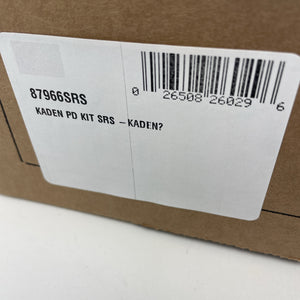 87966SRS
KADEN PD KIT SRS – KADEN?
0 26508 26029 6